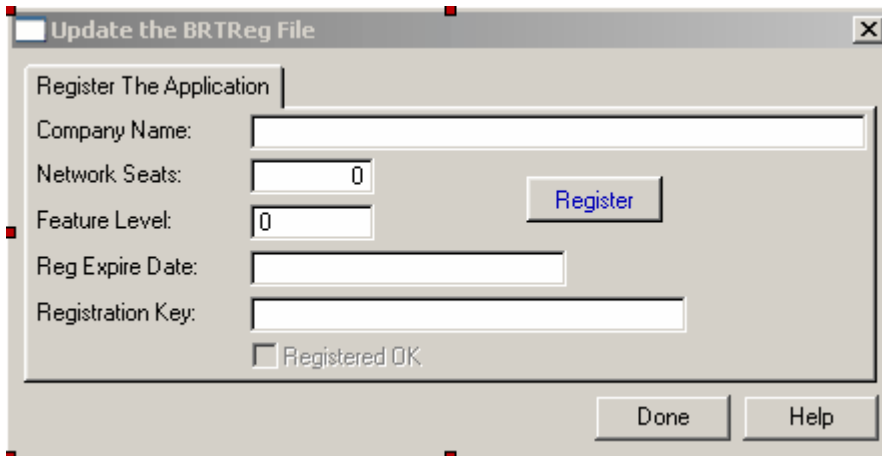 Update the BRTReg File
Register The Application
Company Name:
Network Seats: 0
Register
Feature Level: 0
Reg Expire Date:
Registration Key:
Registered OK
Done Help